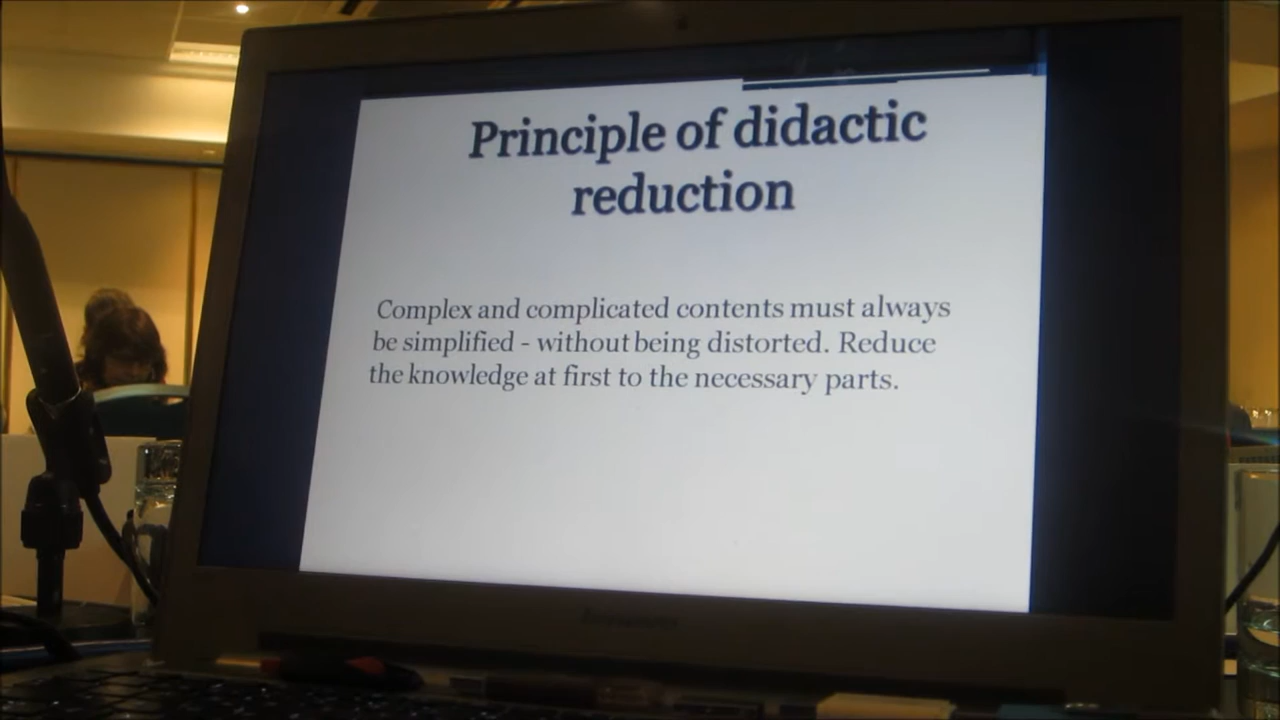 Principle of didactic
reduction
Complex and complicated contents must always
be simplified - without being distorted. Reduce
the knowledge at first to the necessary parts.